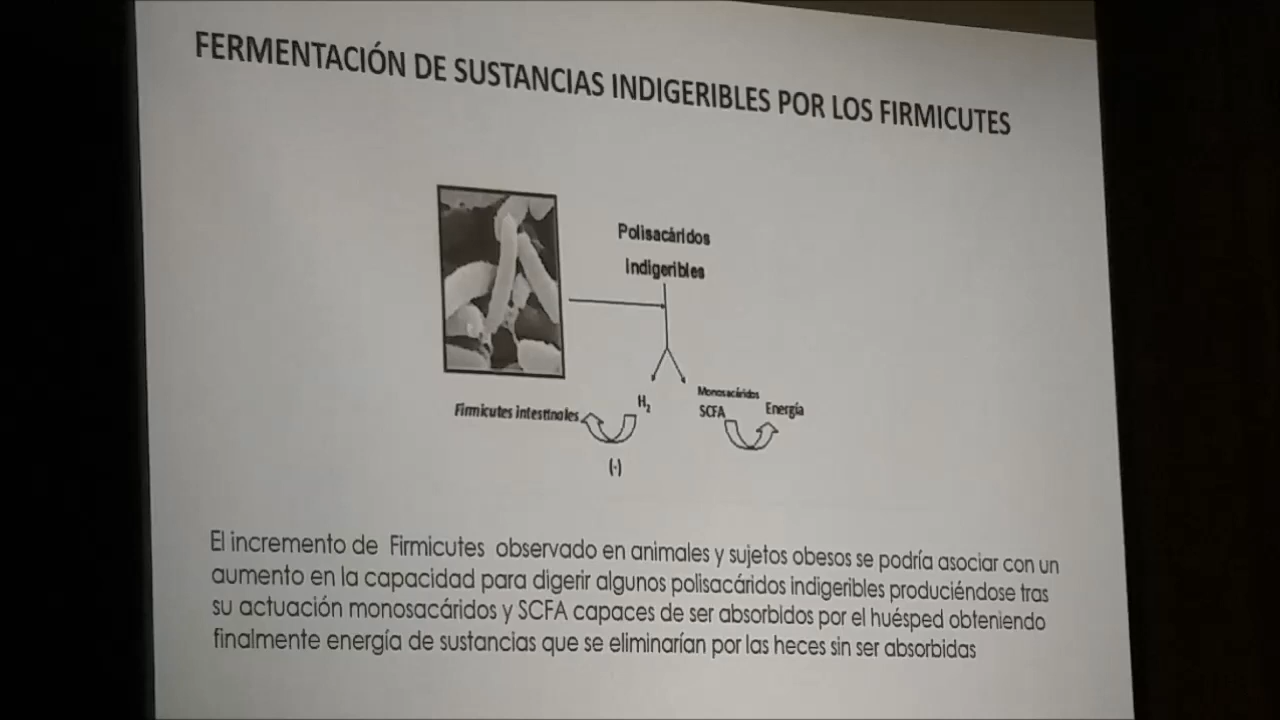 FERMENTACIÓN DE SUSTANCIAS INDIGERIBLES POR LOS FIRMICUTES
Polisacáridos
Indigeribles
Monosacáridos
H2
SCFA
Energía
Firmicutes intestinales
(-)
El incremento de Firmicutes observado en animales y sujetos obesos se podría asociar con un
aumento en la capacidad para digerir algunos polisacáridos indigeribles produciéndose tras
su actuación monosacáridos y SCFA capaces de ser absorbidos por el huésped obteniendo
finalmente energía de sustancias que se eliminarían por las heces sin ser absorbidas